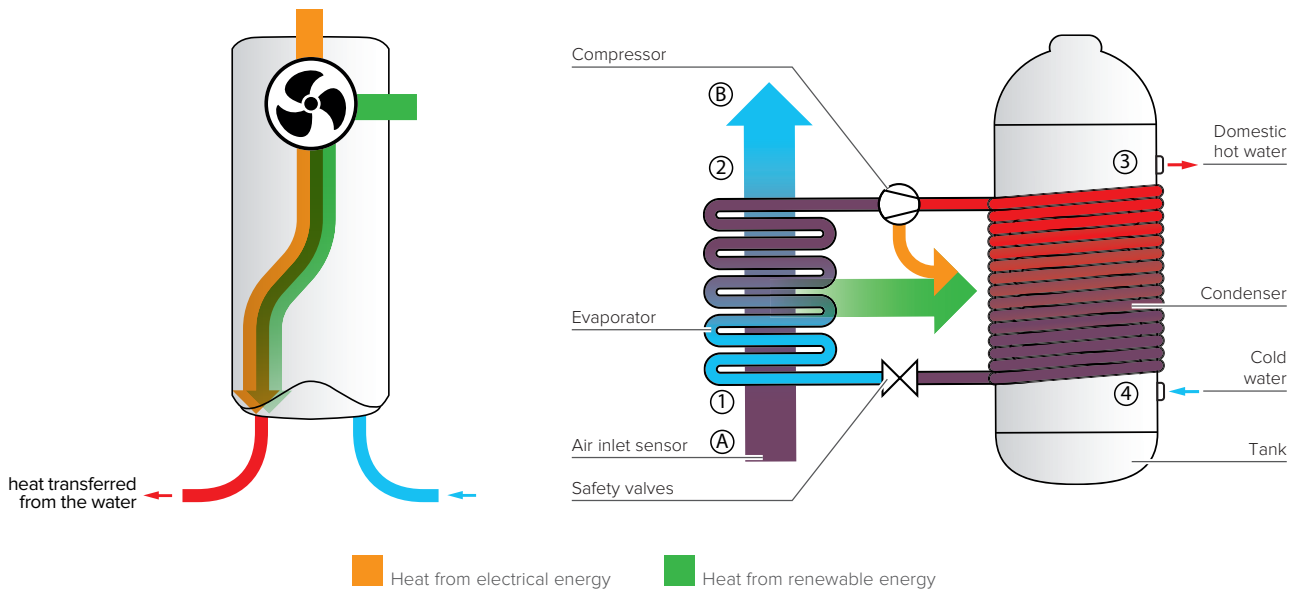 Compressor
B
2
3
Domestic
hot water
Evaporator
Condenser
1
A
4
Cold
water
Air inlet sensor
Safety valves
Tank
heat transferred
from the water
Heat from electrical energy
Heat from renewable energy